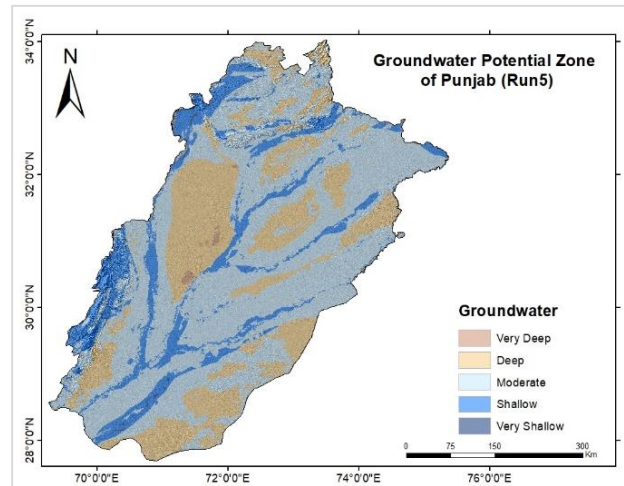 Groundwater Potential Zone
of Punjab (Run5)
N
34°0'0"N
32°0'0"N
30°0'0"N
28°0'0"N
Groundwater
Very Deep
Deep
Moderate
Shallow
Very Shallow
0 75 150 300
Km
70°0'0"E 72°0'0"E 74°0'0"E 76°0'0"E